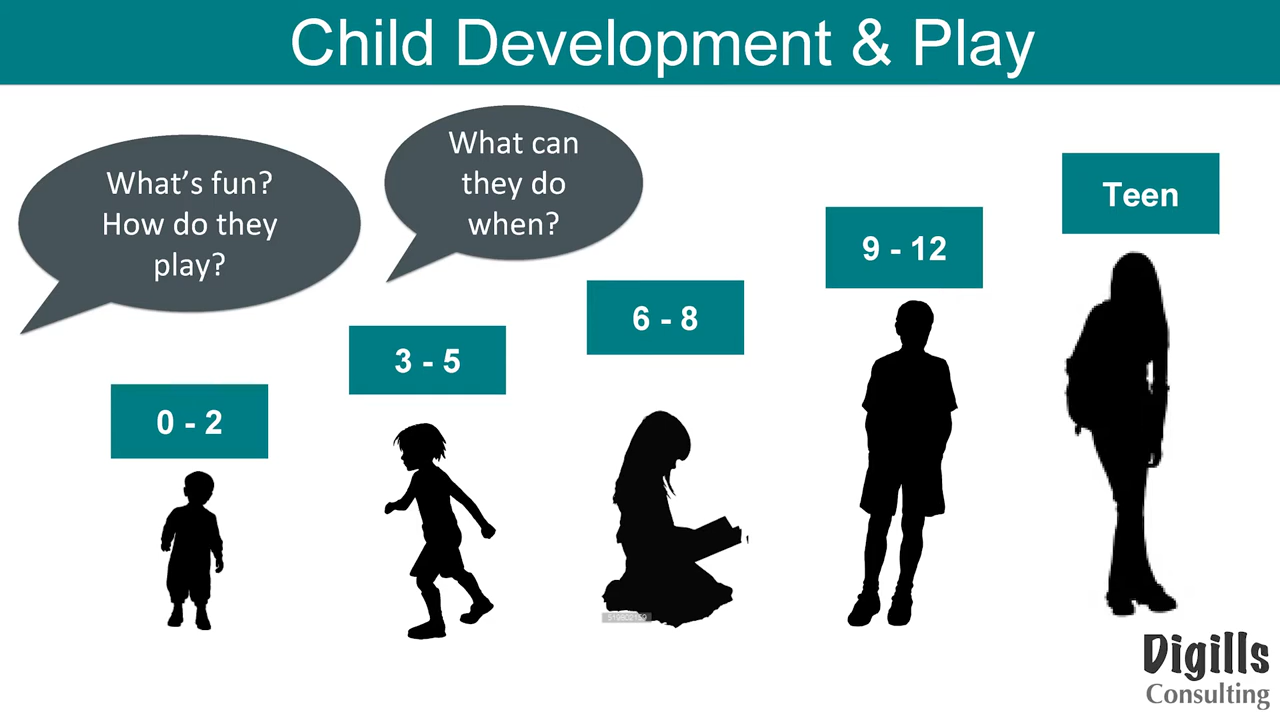 Child Development & Play
What's fun?
How do they
play?
What can
they do
when?
0 - 2
3 - 5
6 - 8
9 - 12
Teen
Digills
Consulting